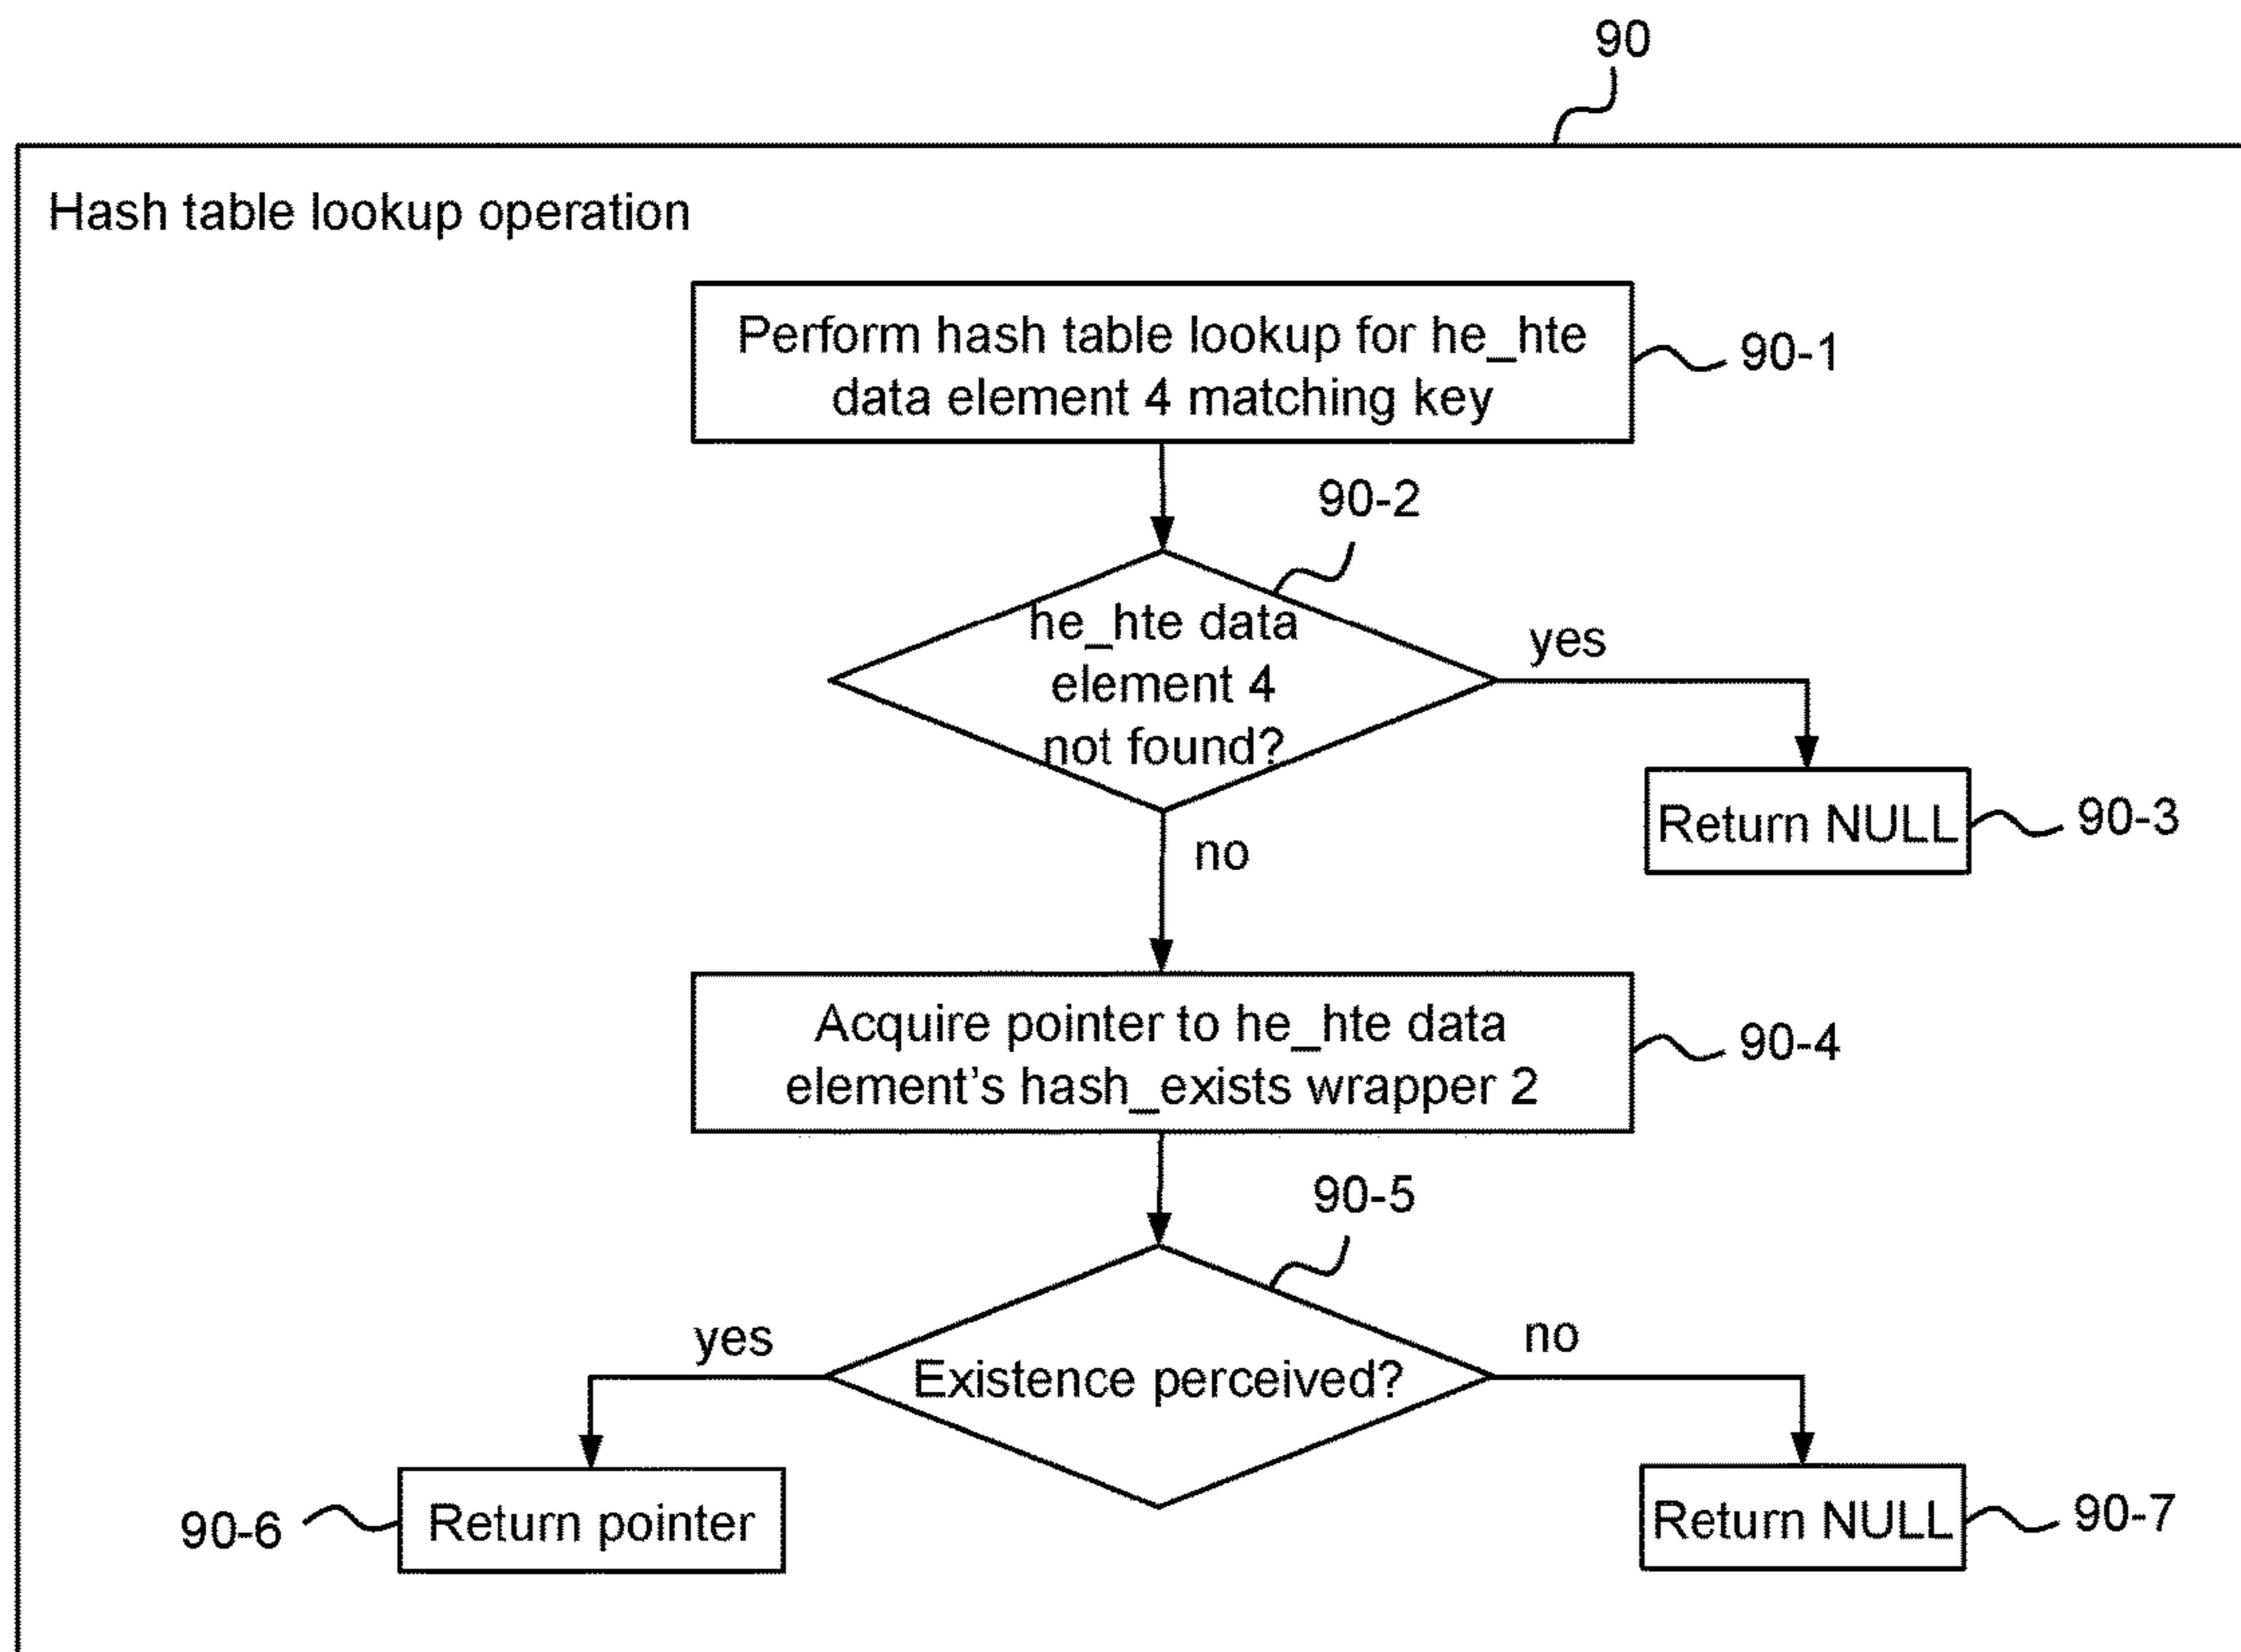 90
Hash table lookup operation
Perform hash table lookup for he_hte
data element 4 matching key
90-1
90-2
he_hte data
element 4
not found?
yes
Return NULL
90-3
no
Acquire pointer to he_hte data
element's hash_exists wrapper 2
90-4
90-5
yes
Existence perceived?
no
90-6
Return pointer
Return NULL
90-7